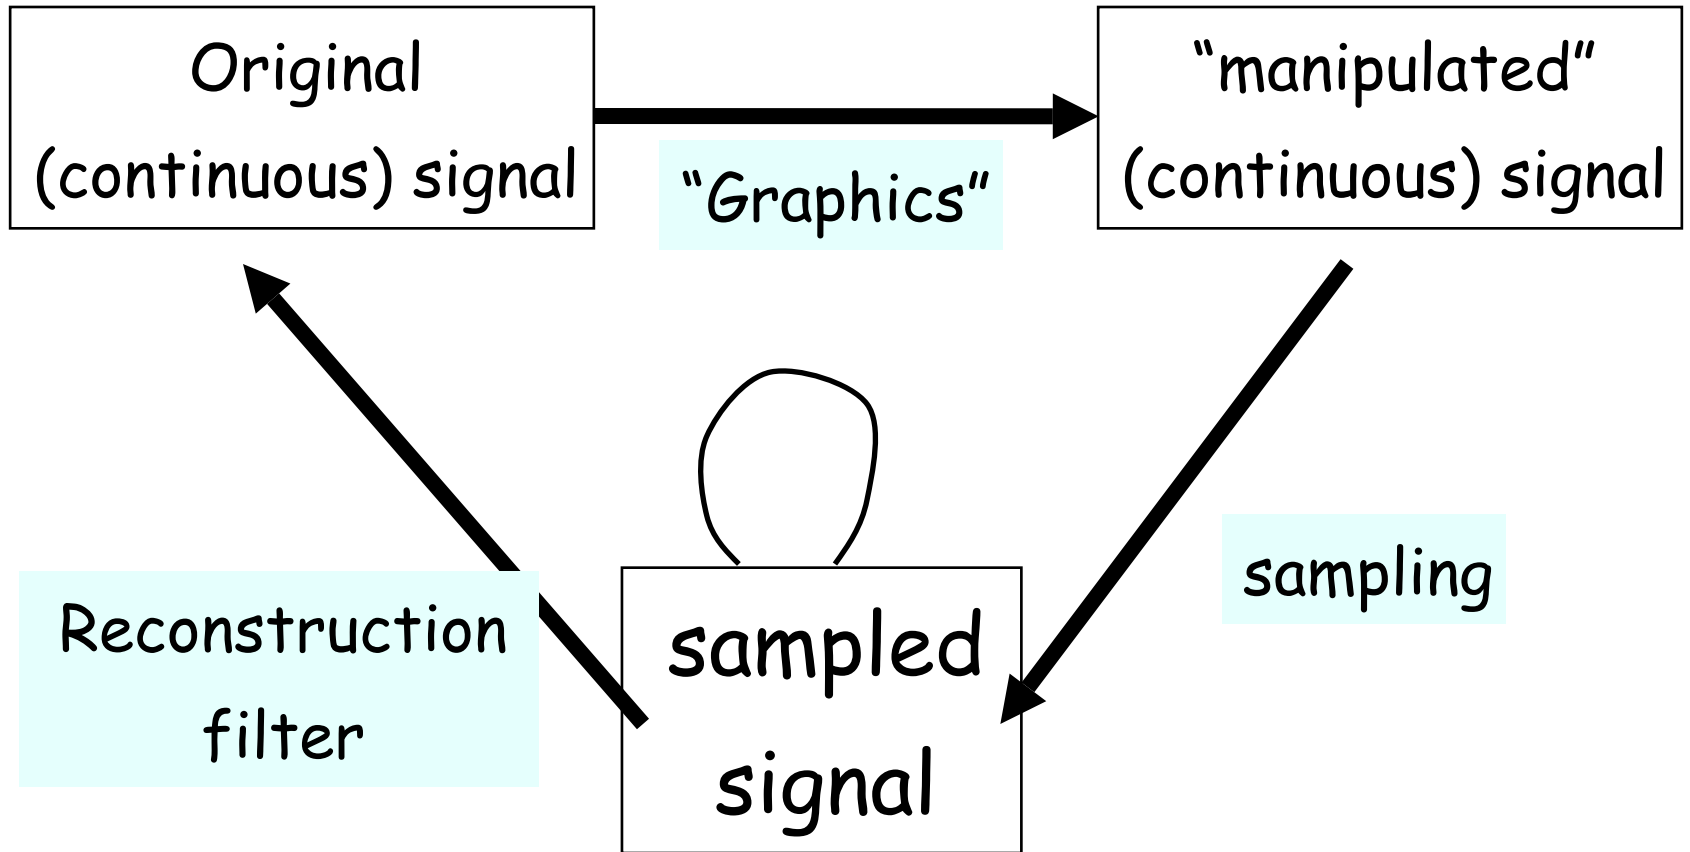 Original
(continuous) signal
“manipulated”
(continuous) signal
“Graphics”
sampling
Reconstruction
filter
sampled
signal